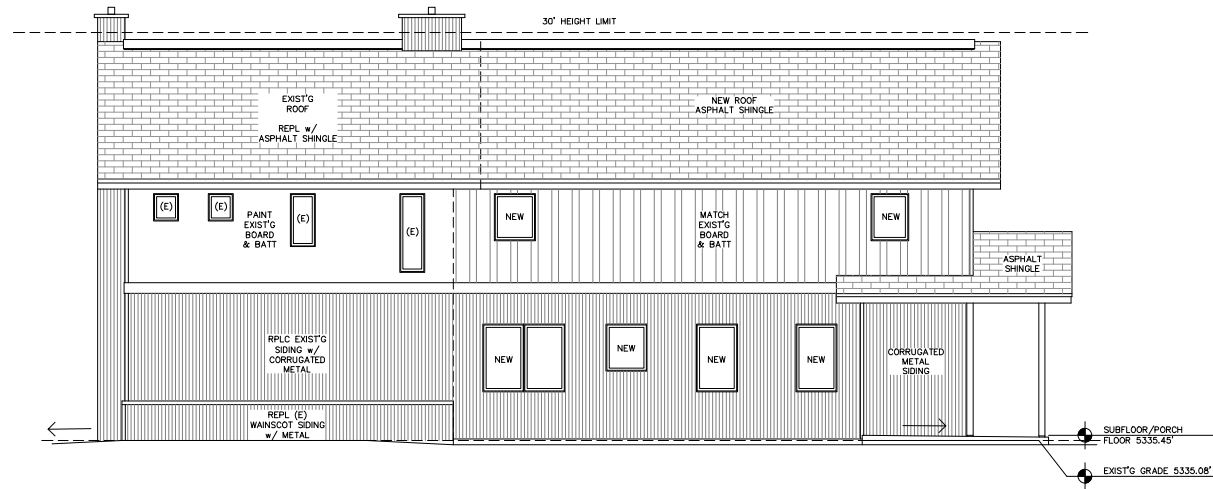 30' HEIGHT LIMIT
EXIST'G
ROOF
REPL w/
ASPHALT SHINGLE
NEW ROOF
ASPHALT SHINGLE
(E)
(E)
(E)
(E)
PAINT
EXIST'G
BOARD
& BATT
NEW
MATCH
EXIST'G
BOARD
& BATT
NEW
ASPHALT
SHINGLE
RPLC EXIST'G
SIDING w/
CORRUGATED
METAL
NEW
NEW
NEW
NEW
CORRUGATED
METAL
SIDING
REPL (E)
WAINSCOT SIDING
w/ METAL
SUBFLOOR/PORCH
FLOOR 5335.45'
EXIST'G GRADE 5335.08'